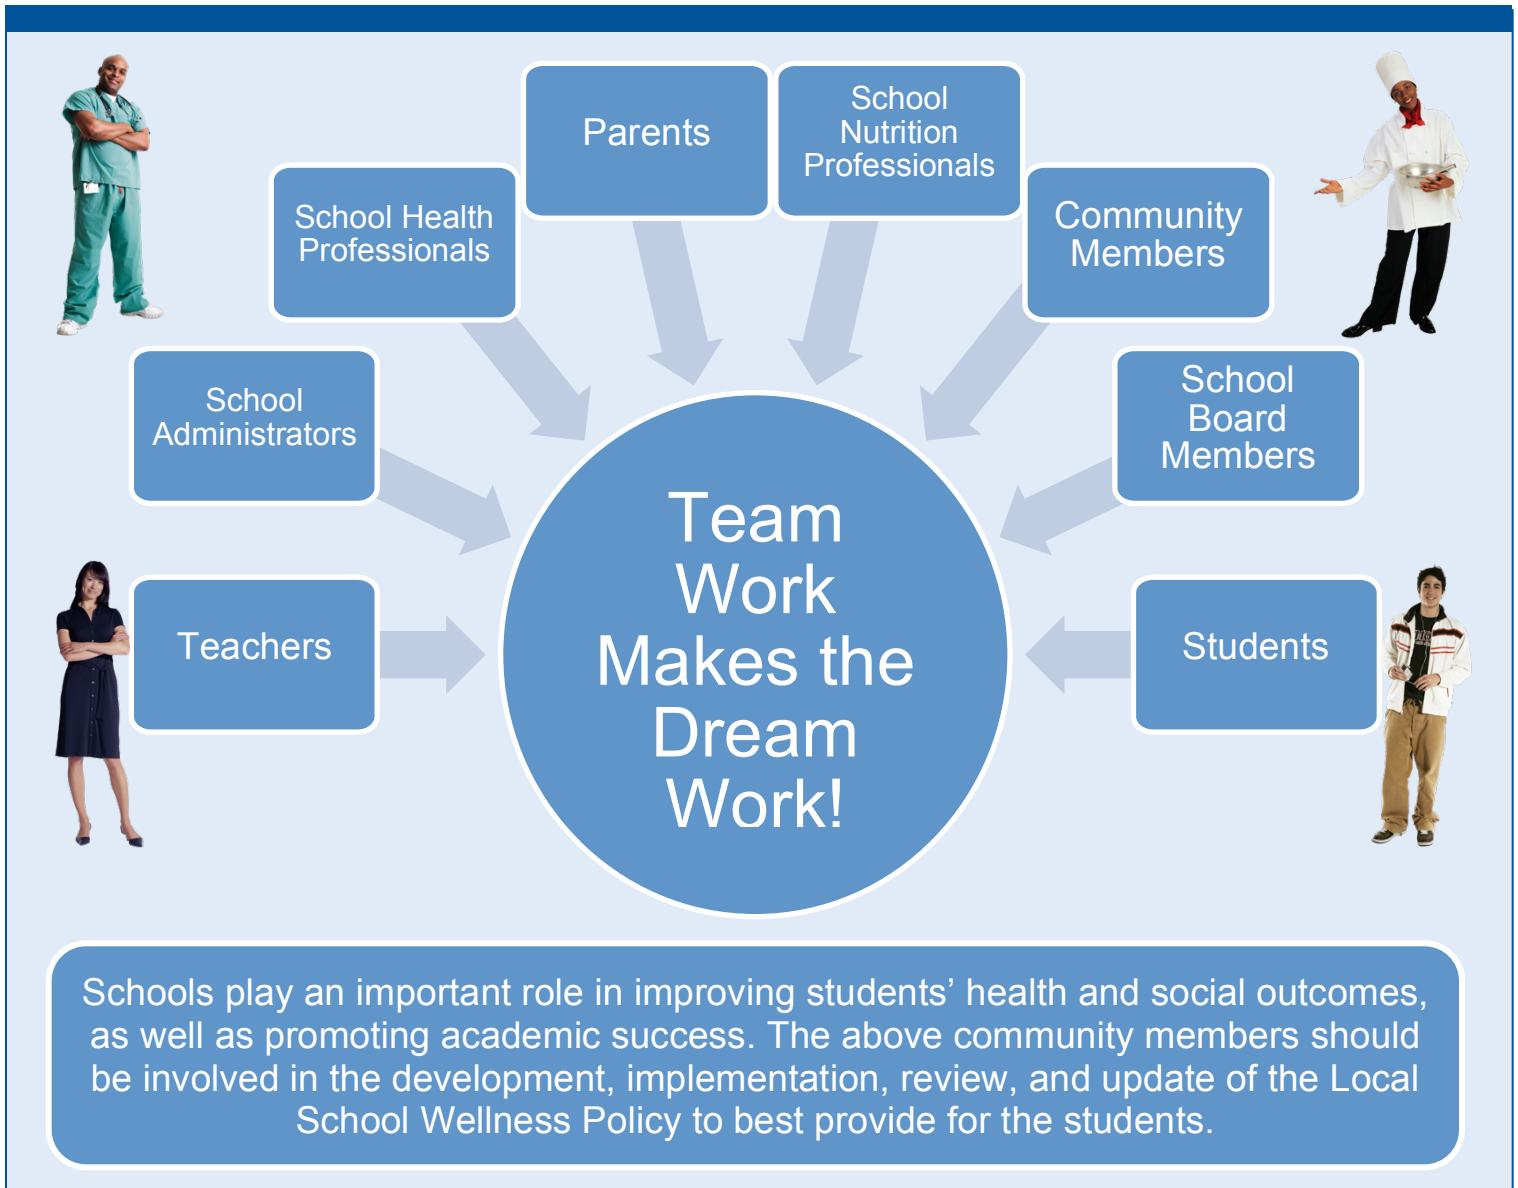 Parents
School
Nutrition
Professionals
School Health
Professionals
Community
Members
School
Administrators
School
Board
Members
Teachers
Students
Team
Work
Makes the
Dream
Work!
Schools play an important role in improving students’ health and social outcomes,
as well as promoting academic success. The above community members should
be involved in the development, implementation, review, and update of the Local
School Wellness Policy to best provide for the students.